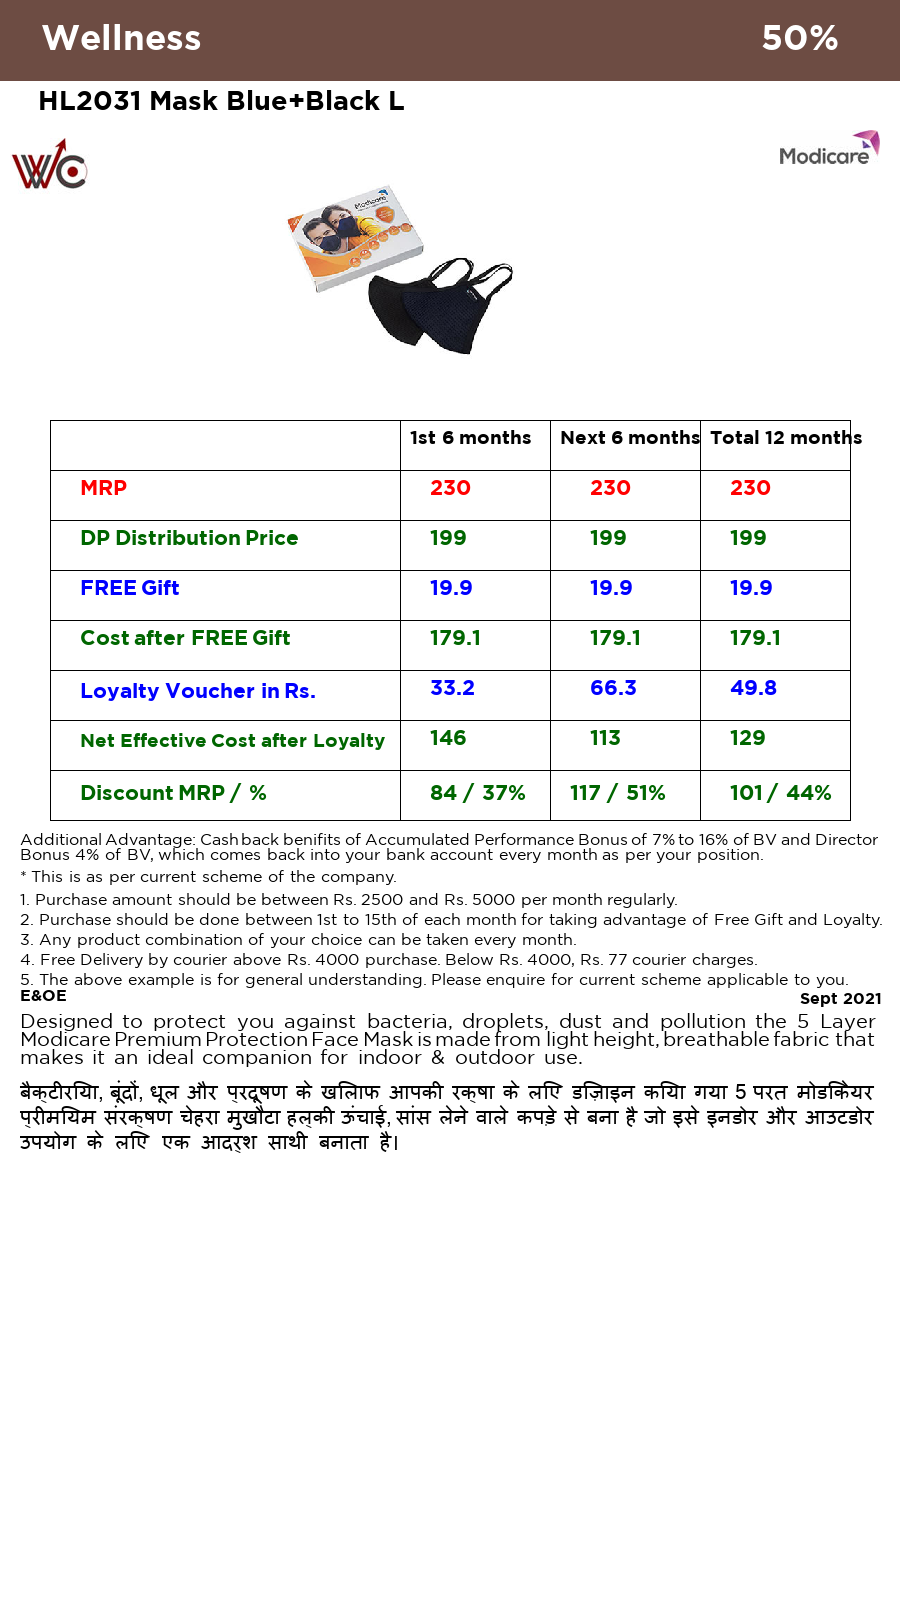 Wellness 50%
HL2031 Mask Blue+Black L
WC
Modicare
Modicare
1st 6 months Next 6 months Total 12 months
MRP 230 230 230
DP Distribution Price 199 199 199
FREE Gift 19.9 19.9 19.9
Cost after FREE Gift 179.1 179.1 179.1
Loyalty Voucher in Rs. 33.2 66.3 49.8
Net Effective Cost after Loyalty 146 113 129
Discount MRP / % 84 / 37% 117 / 51% 101 / 44%
Additional Advantage: Cash back benifits of Accumulated Performance Bonus of 7% to 16% of BV and Director
Bonus 4% of BV, which comes back into your bank account every month as per your position.
* This is as per current scheme of the company.
1. Purchase amount should be between Rs. 2500 and Rs. 5000 per month regularly.
2. Purchase should be done between 1st to 15th of each month for taking advantage of Free Gift and Loyalty.
3. Any product combination of your choice can be taken every month.
4. Free Delivery by courier above Rs. 4000 purchase. Below Rs. 4000, Rs. 77 courier charges.
5. The above example is for general understanding. Please enquire for current scheme applicable to you.
E&OE Sept 2021
Designed to protect you against bacteria, droplets, dust and pollution the 5 Layer
Modicare Premium Protection Face Mask is made from light height, breathable fabric that
makes it an ideal companion for indoor & outdoor use.
बैक्टीरिया, बूंदों, धूल और प्रदूषण के खिलाफ आपकी रक्षा के लिए डिज़ाइन किया गया 5 परत मोडिकेयर
प्रीमियम संरक्षण चेहरा मुखौटा हल्की ऊंचाई, सांस लेने वाले कपड़े से बना है जो इसे इनडोर और आउटडोर
उपयोग के लिए एक आदर्श साथी बनाता है।